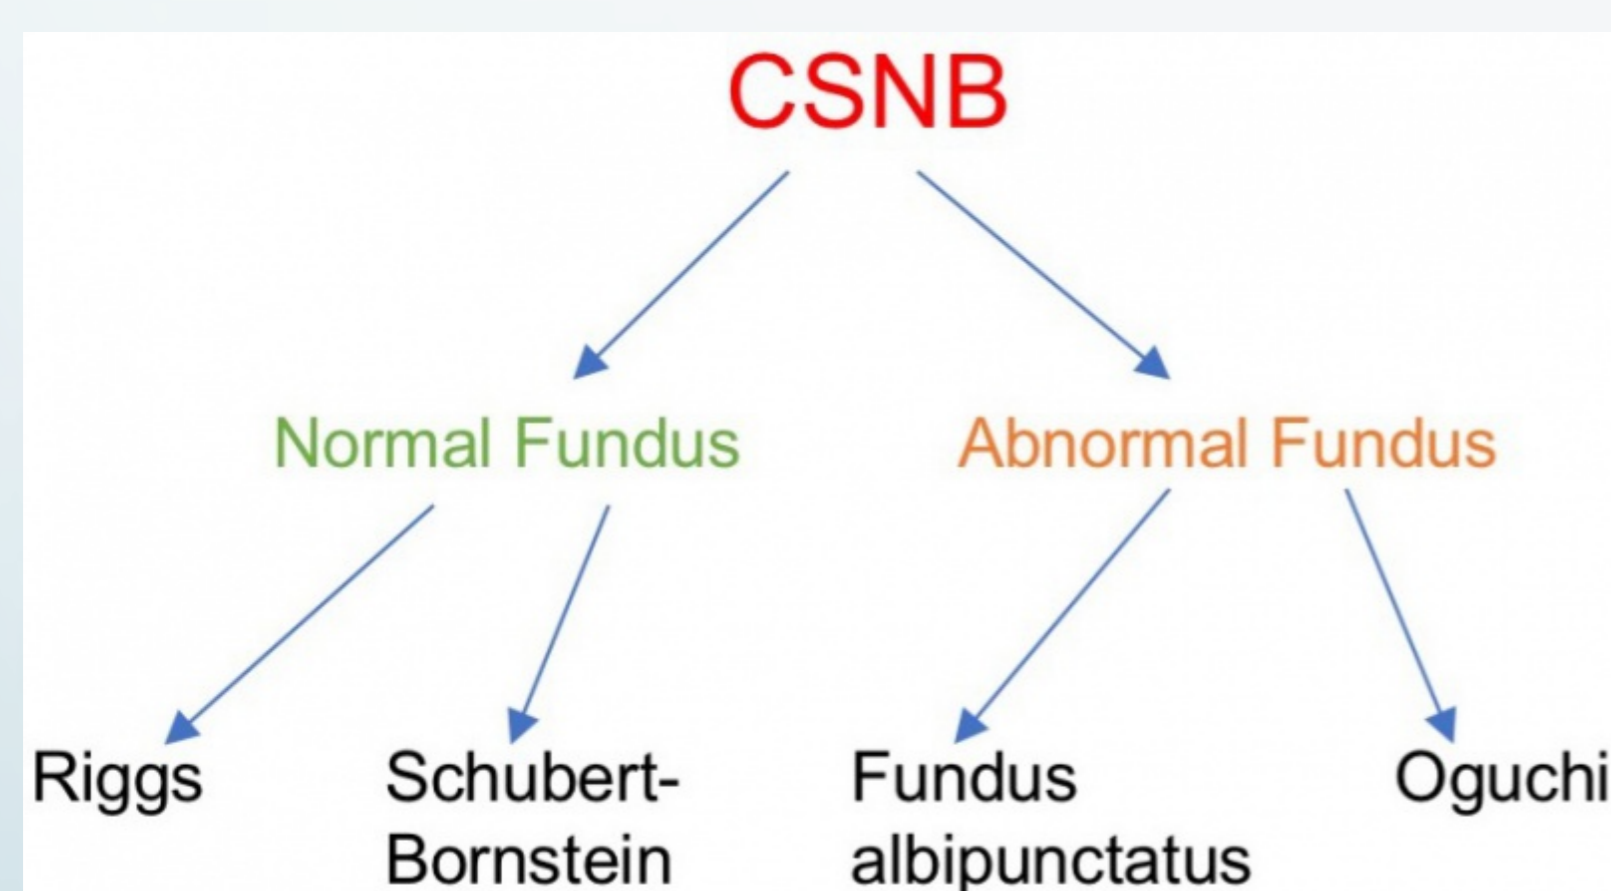 CSNB
Normal Fundus
Abnormal Fundus
Riggs
Schubert-
Bornstein
Fundus
albipunctatus
Oguchi